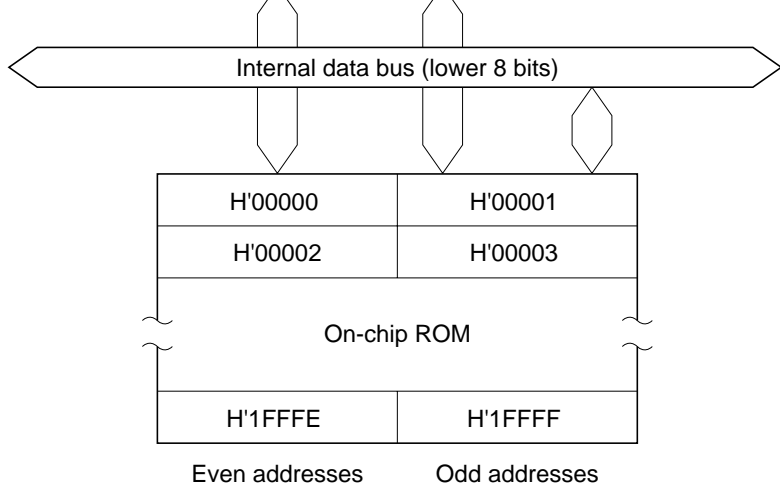 Internal data bus (lower 8 bits)
H'00000 H'00001
H'00002 H'00003
On-chip ROM
H'1FFFE H'1FFFF
Even addresses Odd addresses